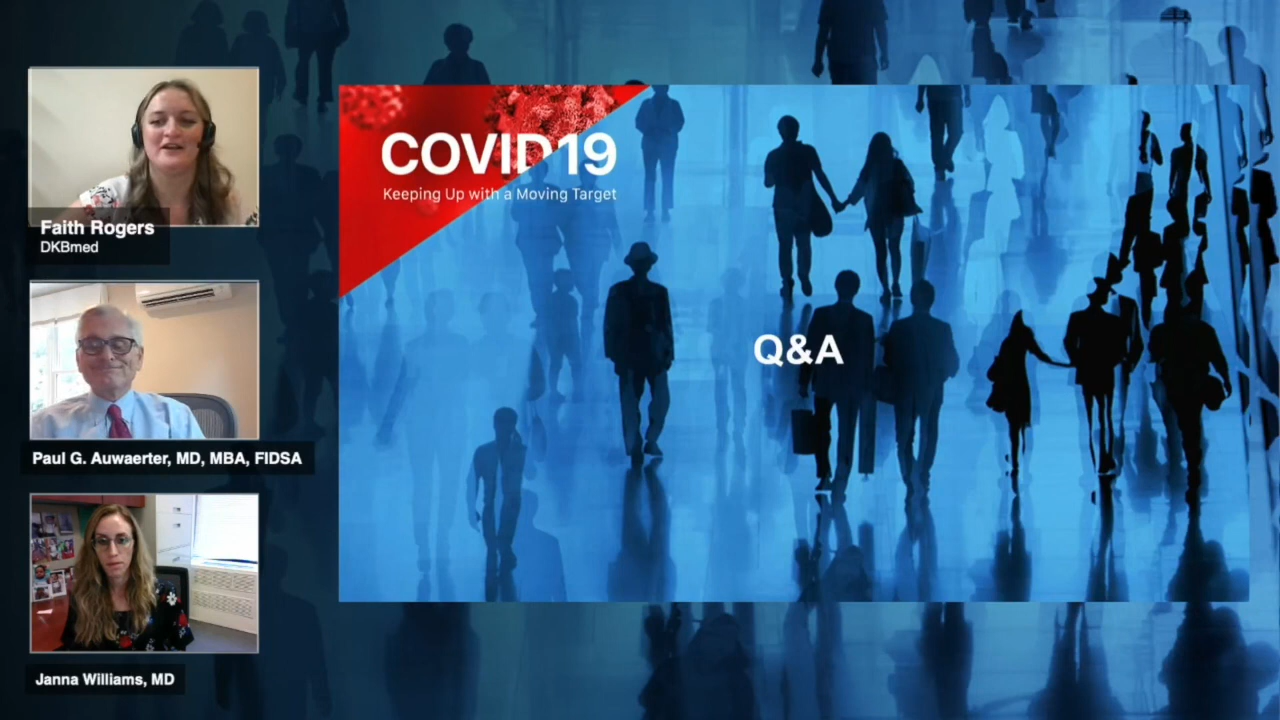 Faith Rogers
DKBmed
Paul G. Auwaerter, MD, MBA, FIDSA
Janna Williams, MD
COVID19
Keeping Up with a Moving Target
Q&A